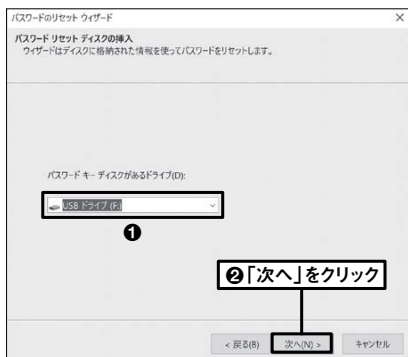 パスワードのリセット ウィザード
パスワード リセット ディスクの挿入
ウィザードはディスクに格納された情報を使ってパスワードをリセットします。
パスワード キー ディスクがあるドライブ(D):
USB ドライブ (F:)
❶
❷「次へ」をクリック
< 戻る(B)　次へ(N) >　キャンセル